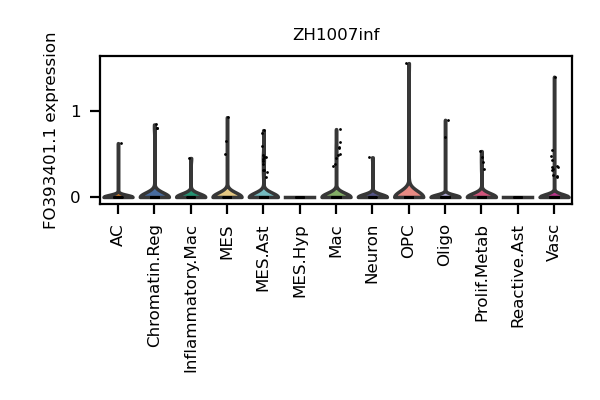 ZH1007inf
FO393401.1 expression
1
0
AC
Chromatin.Reg
Inflammatory.Mac
MES
MES.Ast
MES.Hyp
Mac
Neuron
OPC
Oligo
Prolif.Metab
Reactive.Ast
Vasc